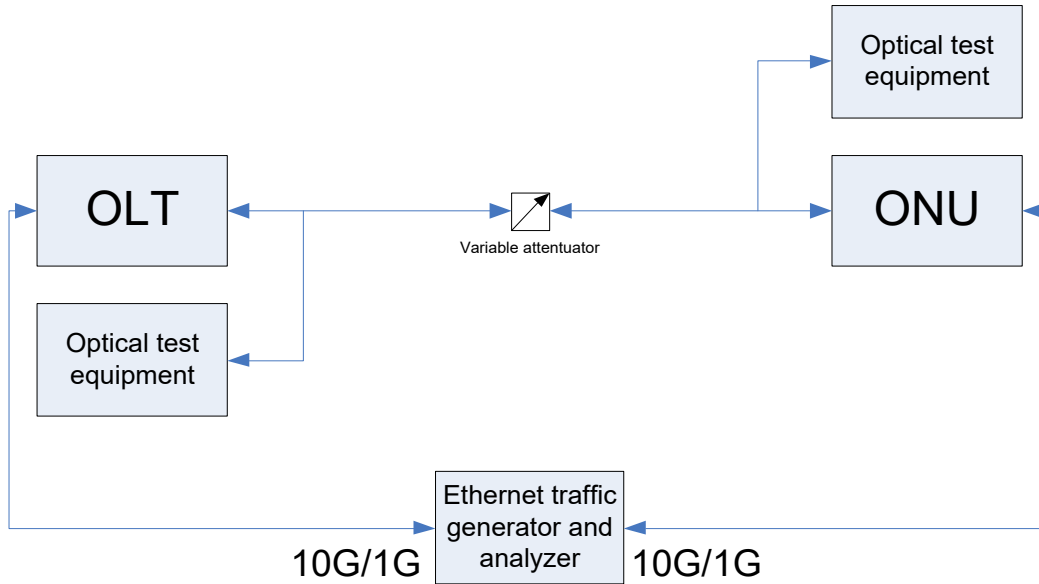 Optical test
equipment
OLT
ONU
Variable attentuator
Optical test
equipment
Ethernet traffic
generator and
analyzer
10G/1G
10G/1G